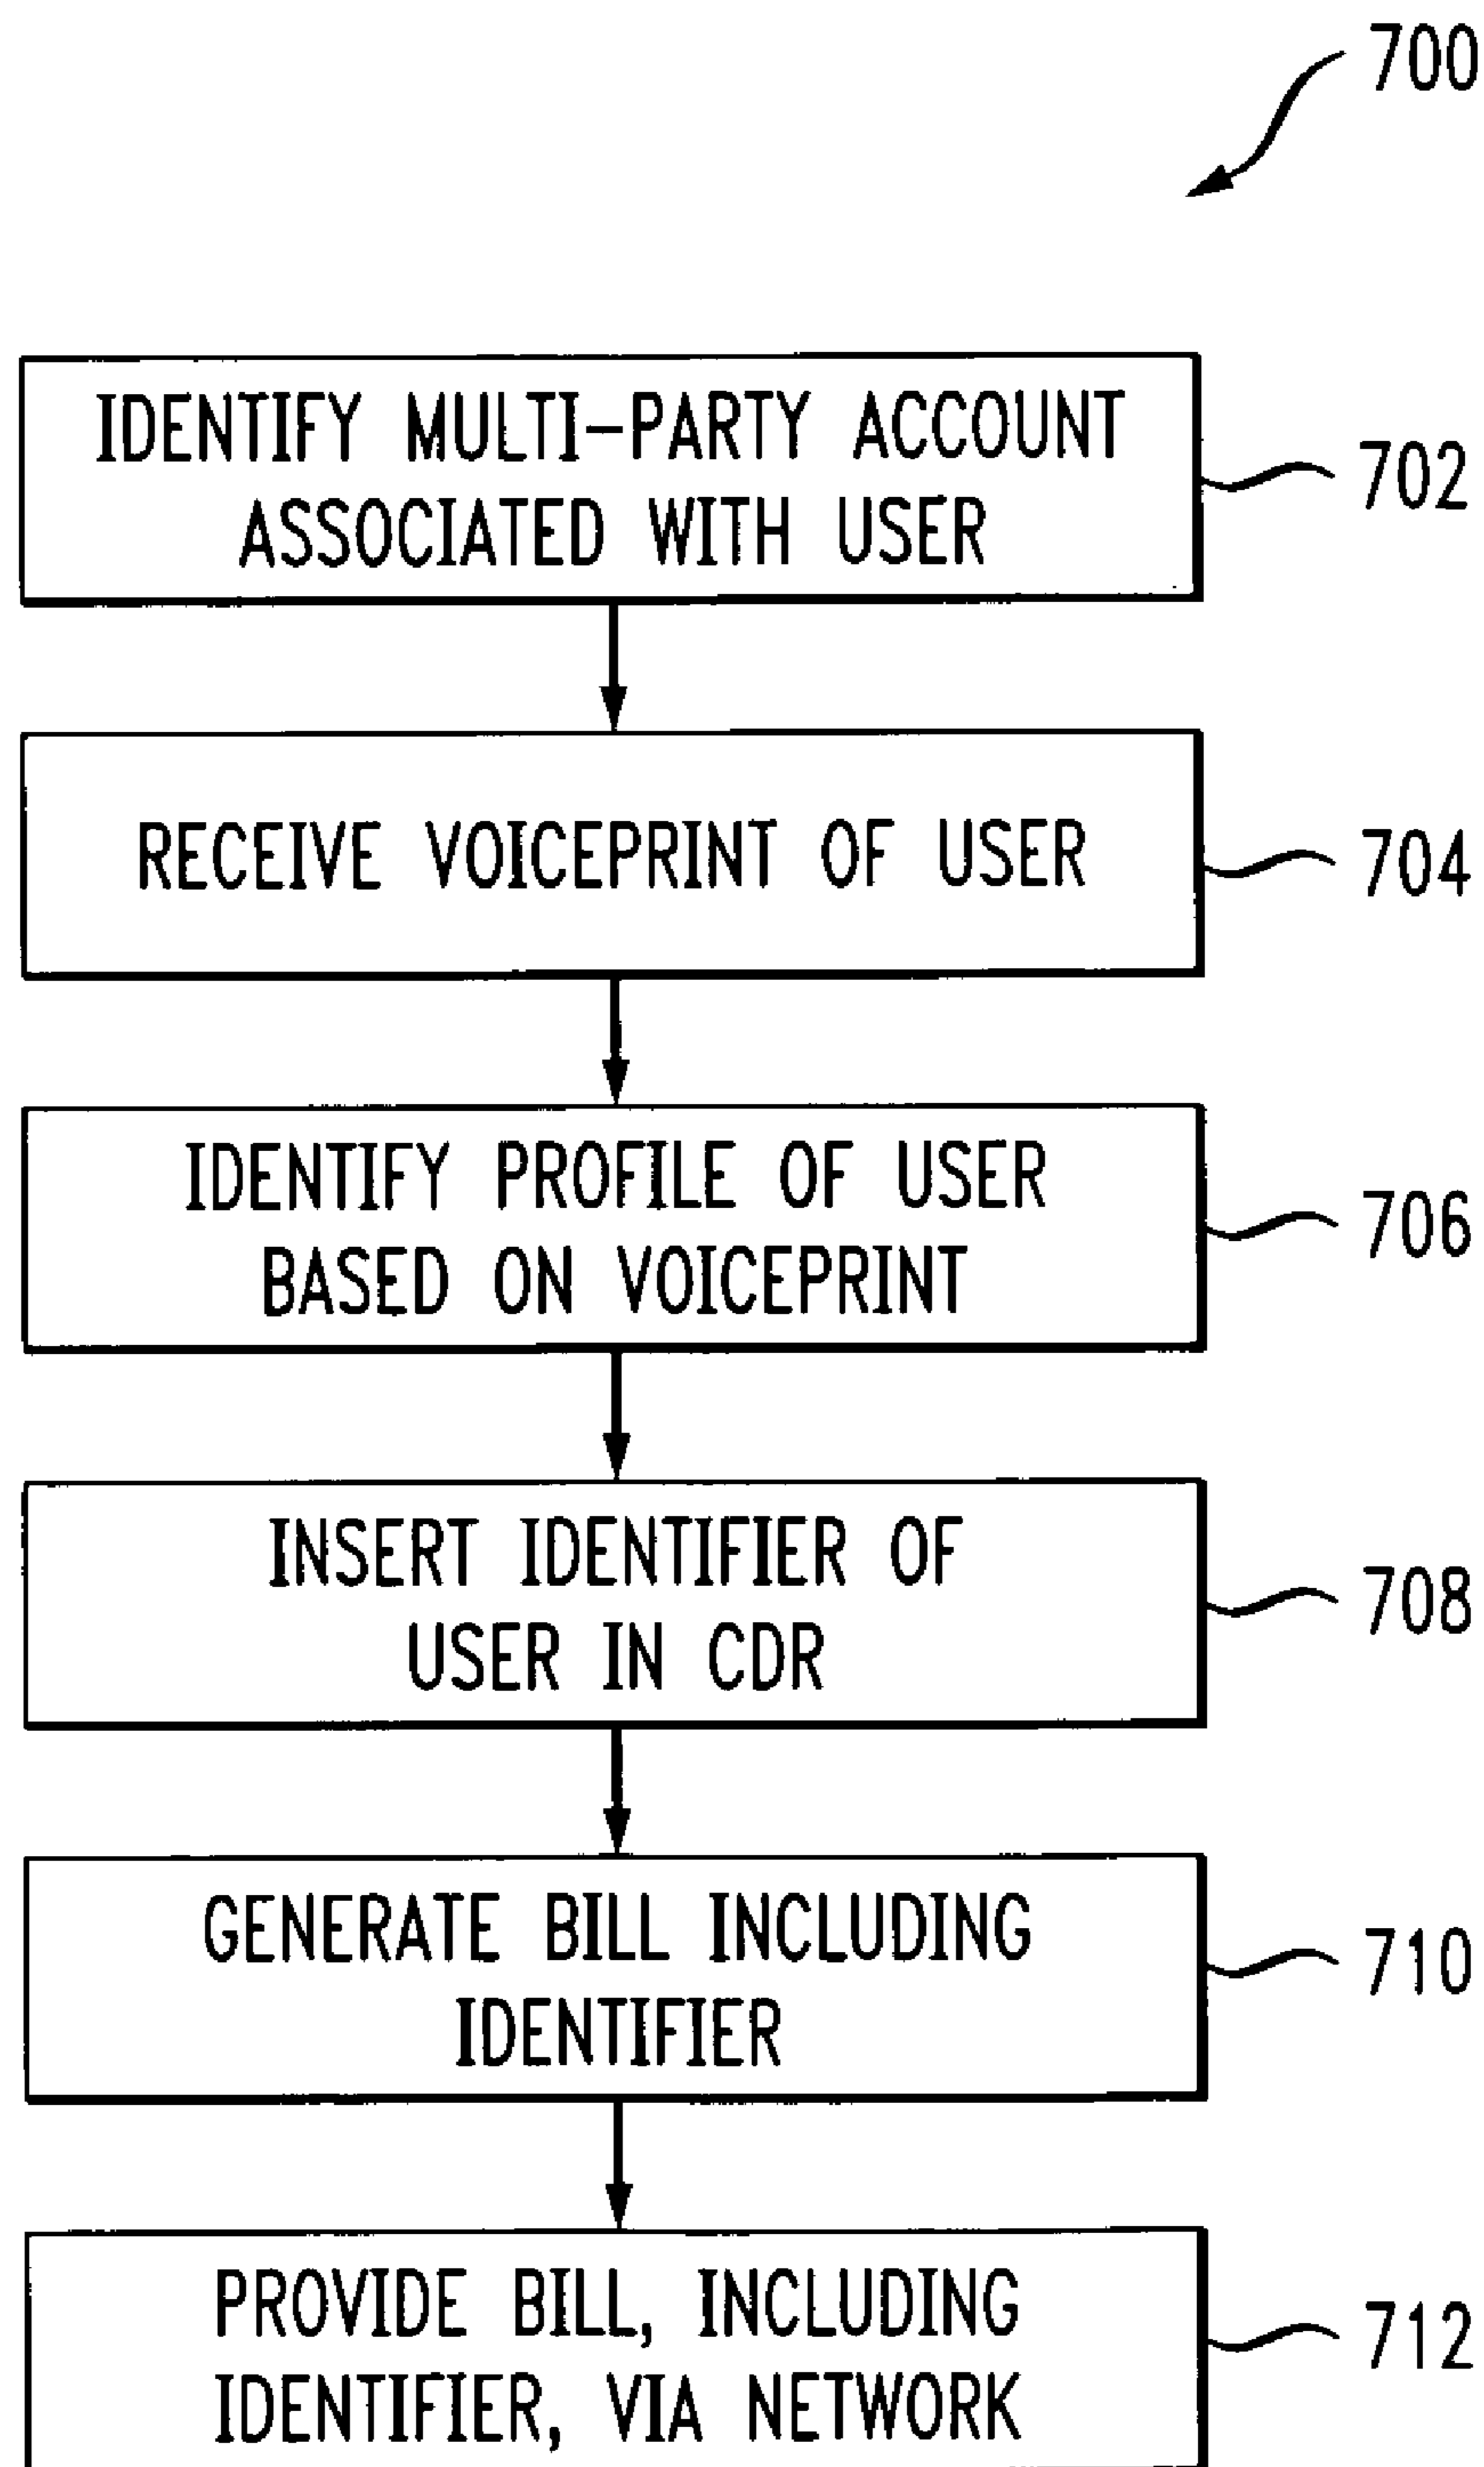 700
IDENTIFY MULTI-PARTY ACCOUNT
ASSOCIATED WITH USER
702
RECEIVE VOICEPRINT OF USER
704
IDENTIFY PROFILE OF USER
BASED ON VOICEPRINT
706
INSERT IDENTIFIER OF
USER IN CDR
708
GENERATE BILL INCLUDING
IDENTIFIER
710
PROVIDE BILL, INCLUDING
IDENTIFIER, VIA NETWORK
712